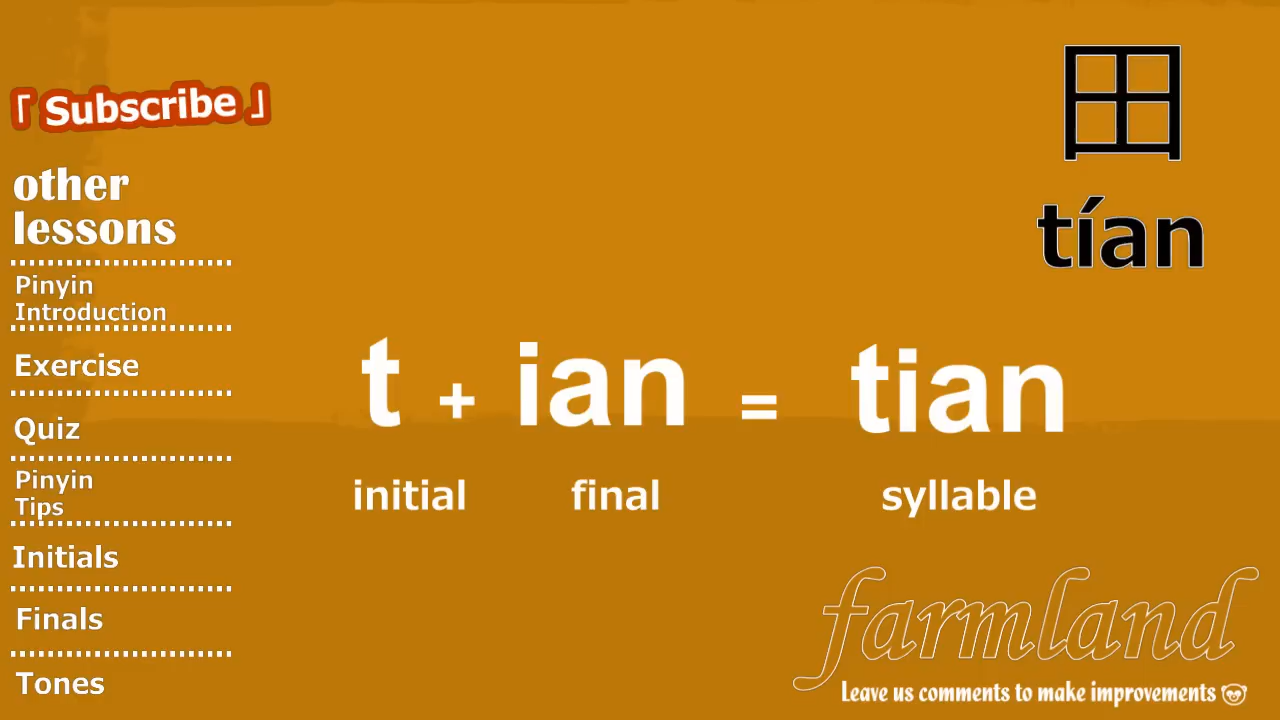 「 Subscribe 」
other
lessons
Pinyin
Introduction
Exercise
Quiz
Pinyin
Tips
Initials
Finals
Tones
田
tían
t + ian = tian
initial final syllable
farmland
Leave us comments to make improvements